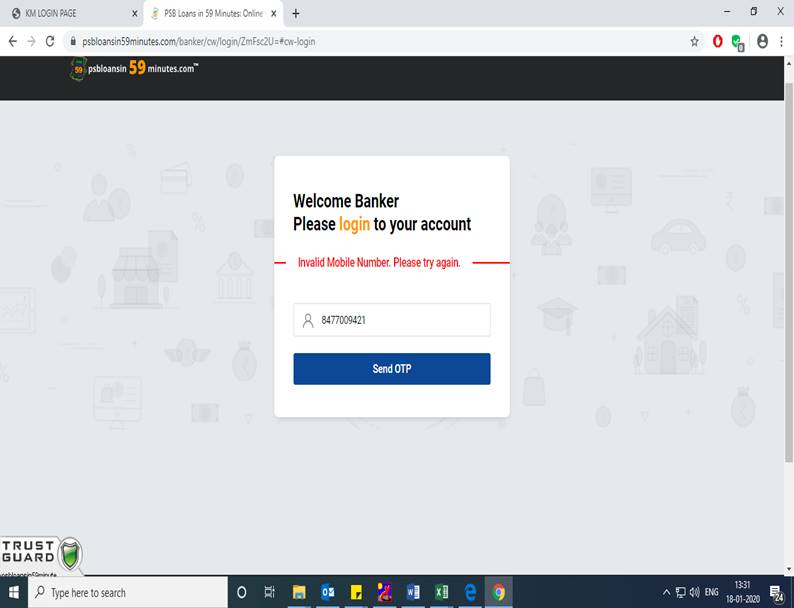 KM LOGIN PAGE
PSB Loans in 59 Minutes: Online
psbloansin59minutes.com/banker/cw/login/ZmFsc2U=#cw-login
psbloansin 59 minutes.com™
Welcome Banker
Please login to your account
Invalid Mobile Number. Please try again.
8477009421
Send OTP
TRUST
GUARD
Type here to search
ENG
13:31
18-01-2020
24